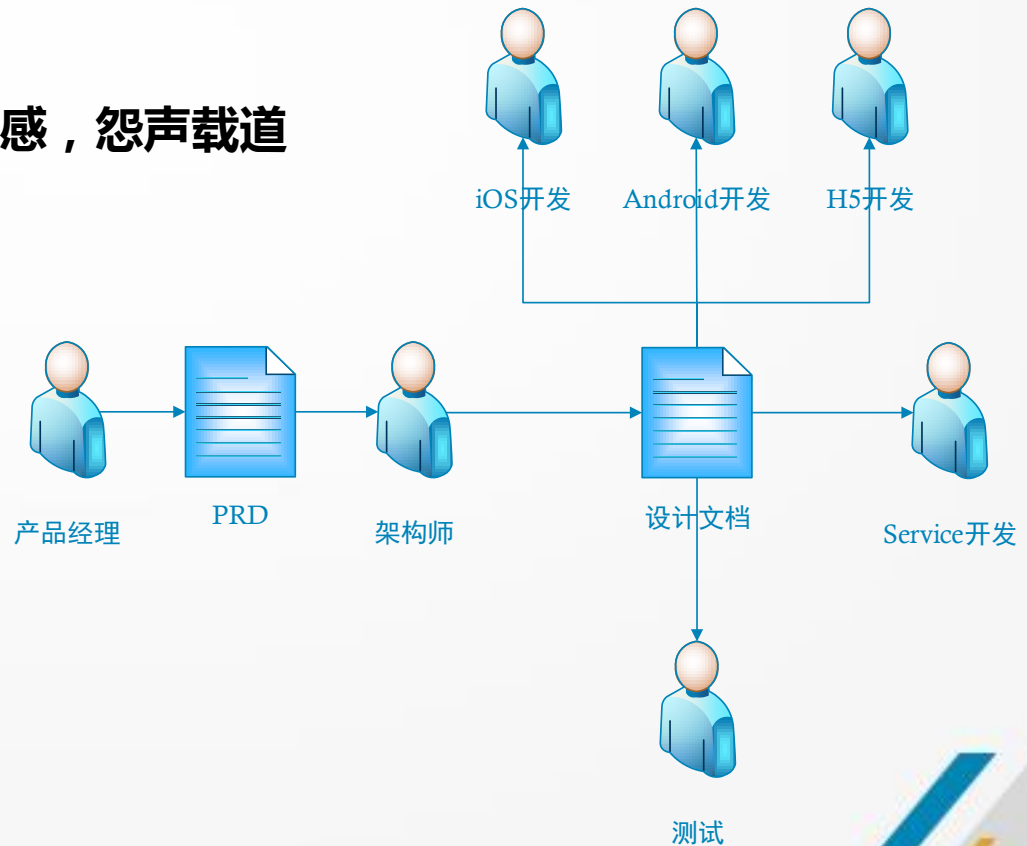 感，怨声载道
iOS开发
Android开发
H5开发
产品经理
PRD
架构师
设计文档
Service开发
测试